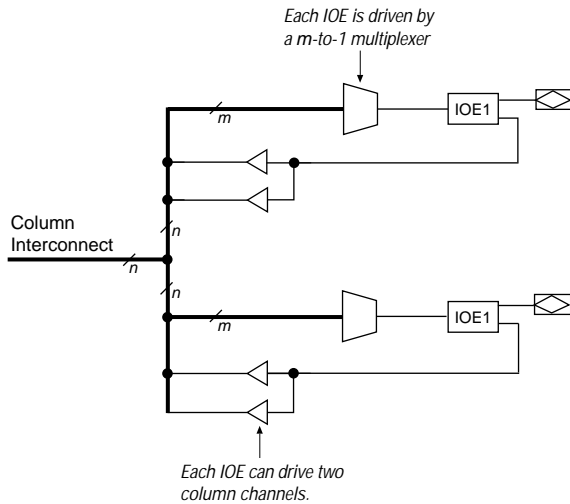 Each IOE is driven by
a m-to-1 multiplexer
m
IOE1
n
Column
Interconnect
n
n
m
IOE1
Each IOE can drive two
column channels.